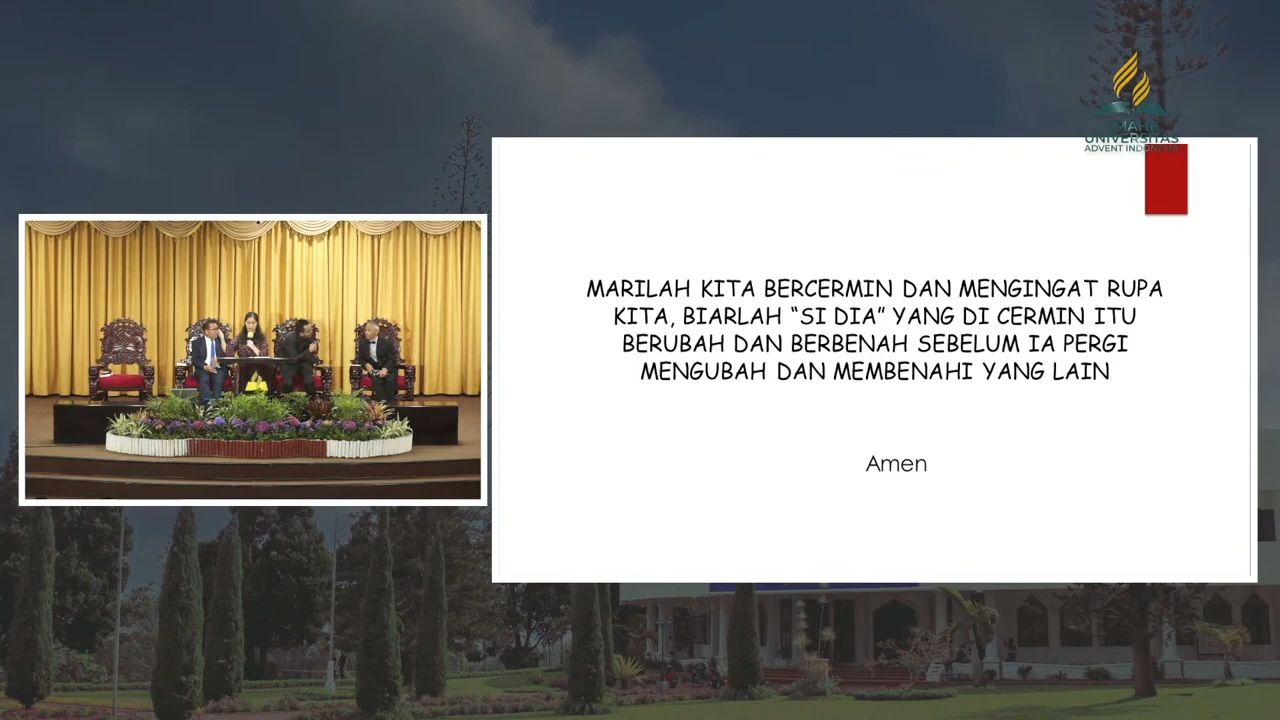 UNIVERSITAS
ADVENT INDONESIA
MARILAH KITA BERCERMIN DAN MENGINGAT RUPA
KITA, BIARLAH “SI DIA” YANG DI CERMIN ITU
BERUBAH DAN BERBENAH SEBELUM IA PERGI
MENGUBAH DAN MEMBENAHI YANG LAIN
Amen